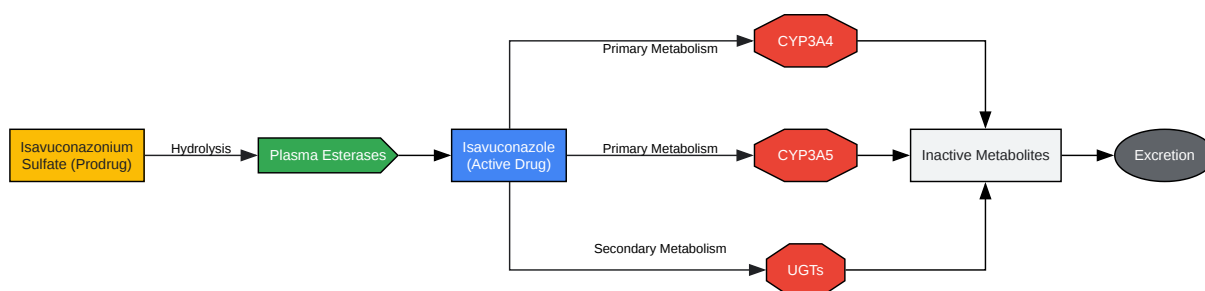 Isavuconazonium
Sulfate (Prodrug)
Hydrolysis
Plasma Esterases
Isavuconazole
(Active Drug)
Primary Metabolism
CYP3A4
Primary Metabolism
CYP3A5
Secondary Metabolism
UGTs
Inactive Metabolites
Excretion